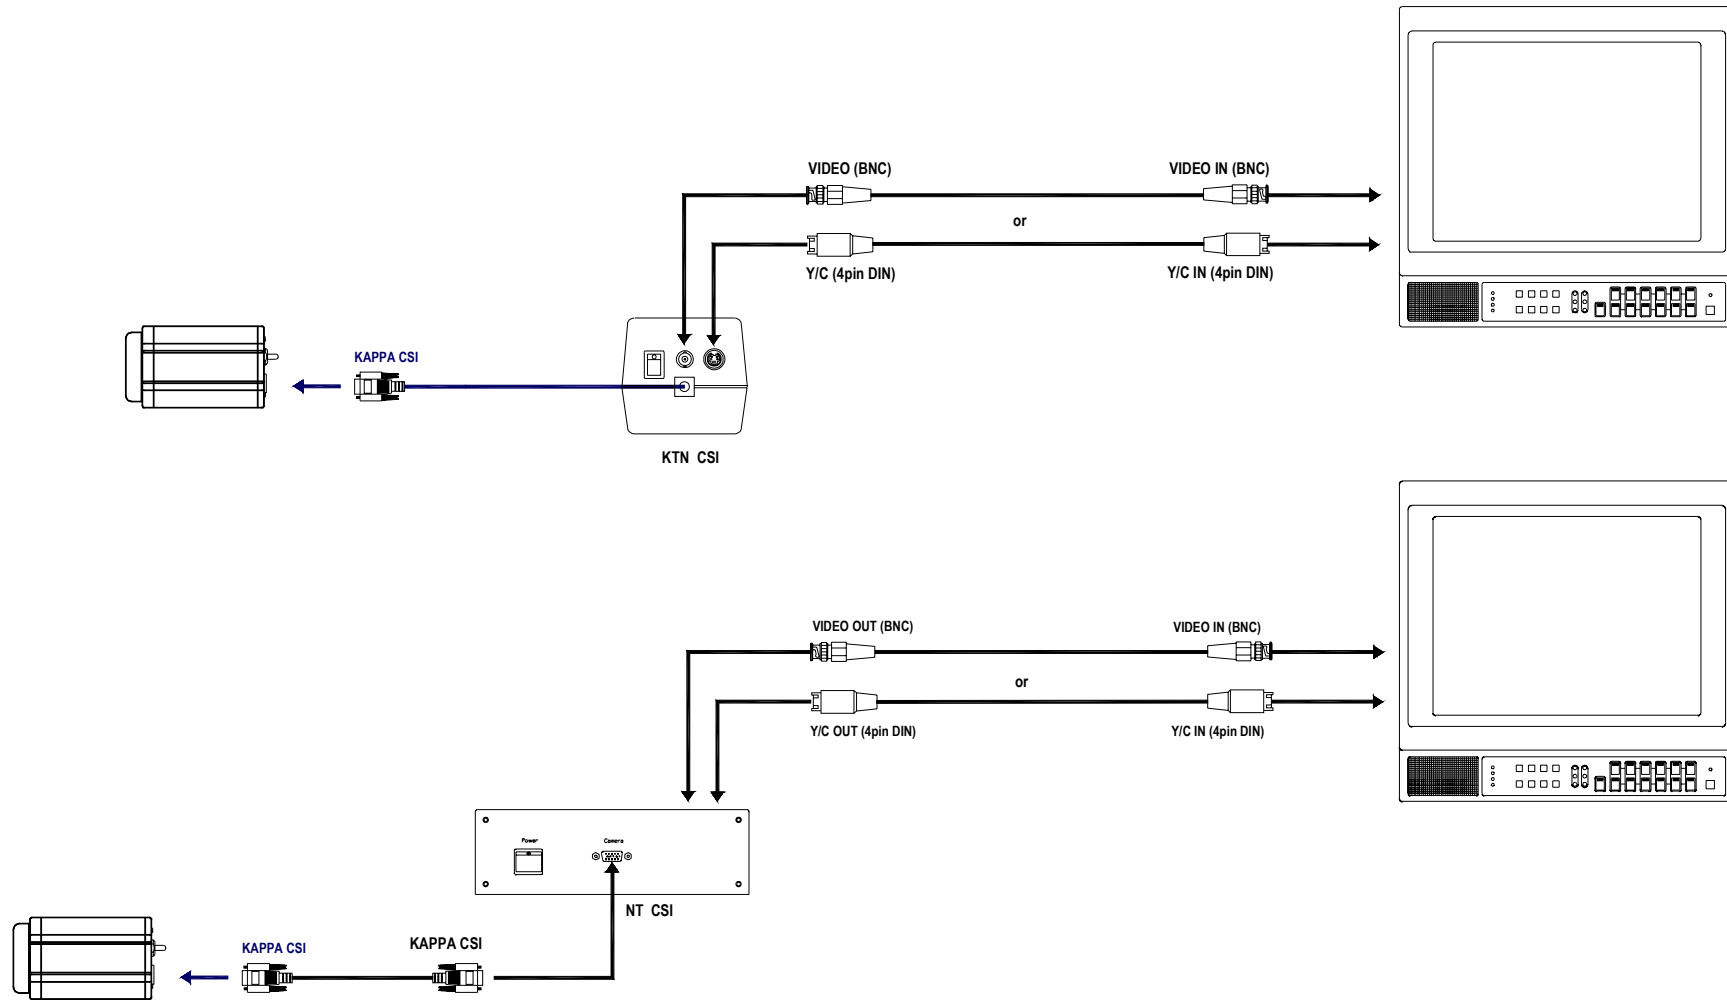 VIDEO (BNC)
VIDEO IN (BNC)
or
Y/C (4pin DIN)
Y/C IN (4pin DIN)
KAPPA CSI
KTN CSI
VIDEO OUT (BNC)
VIDEO IN (BNC)
or
Y/C OUT (4pin DIN)
Y/C IN (4pin DIN)
Power
Camera
NT CSI
KAPPA CSI
KAPPA CSI